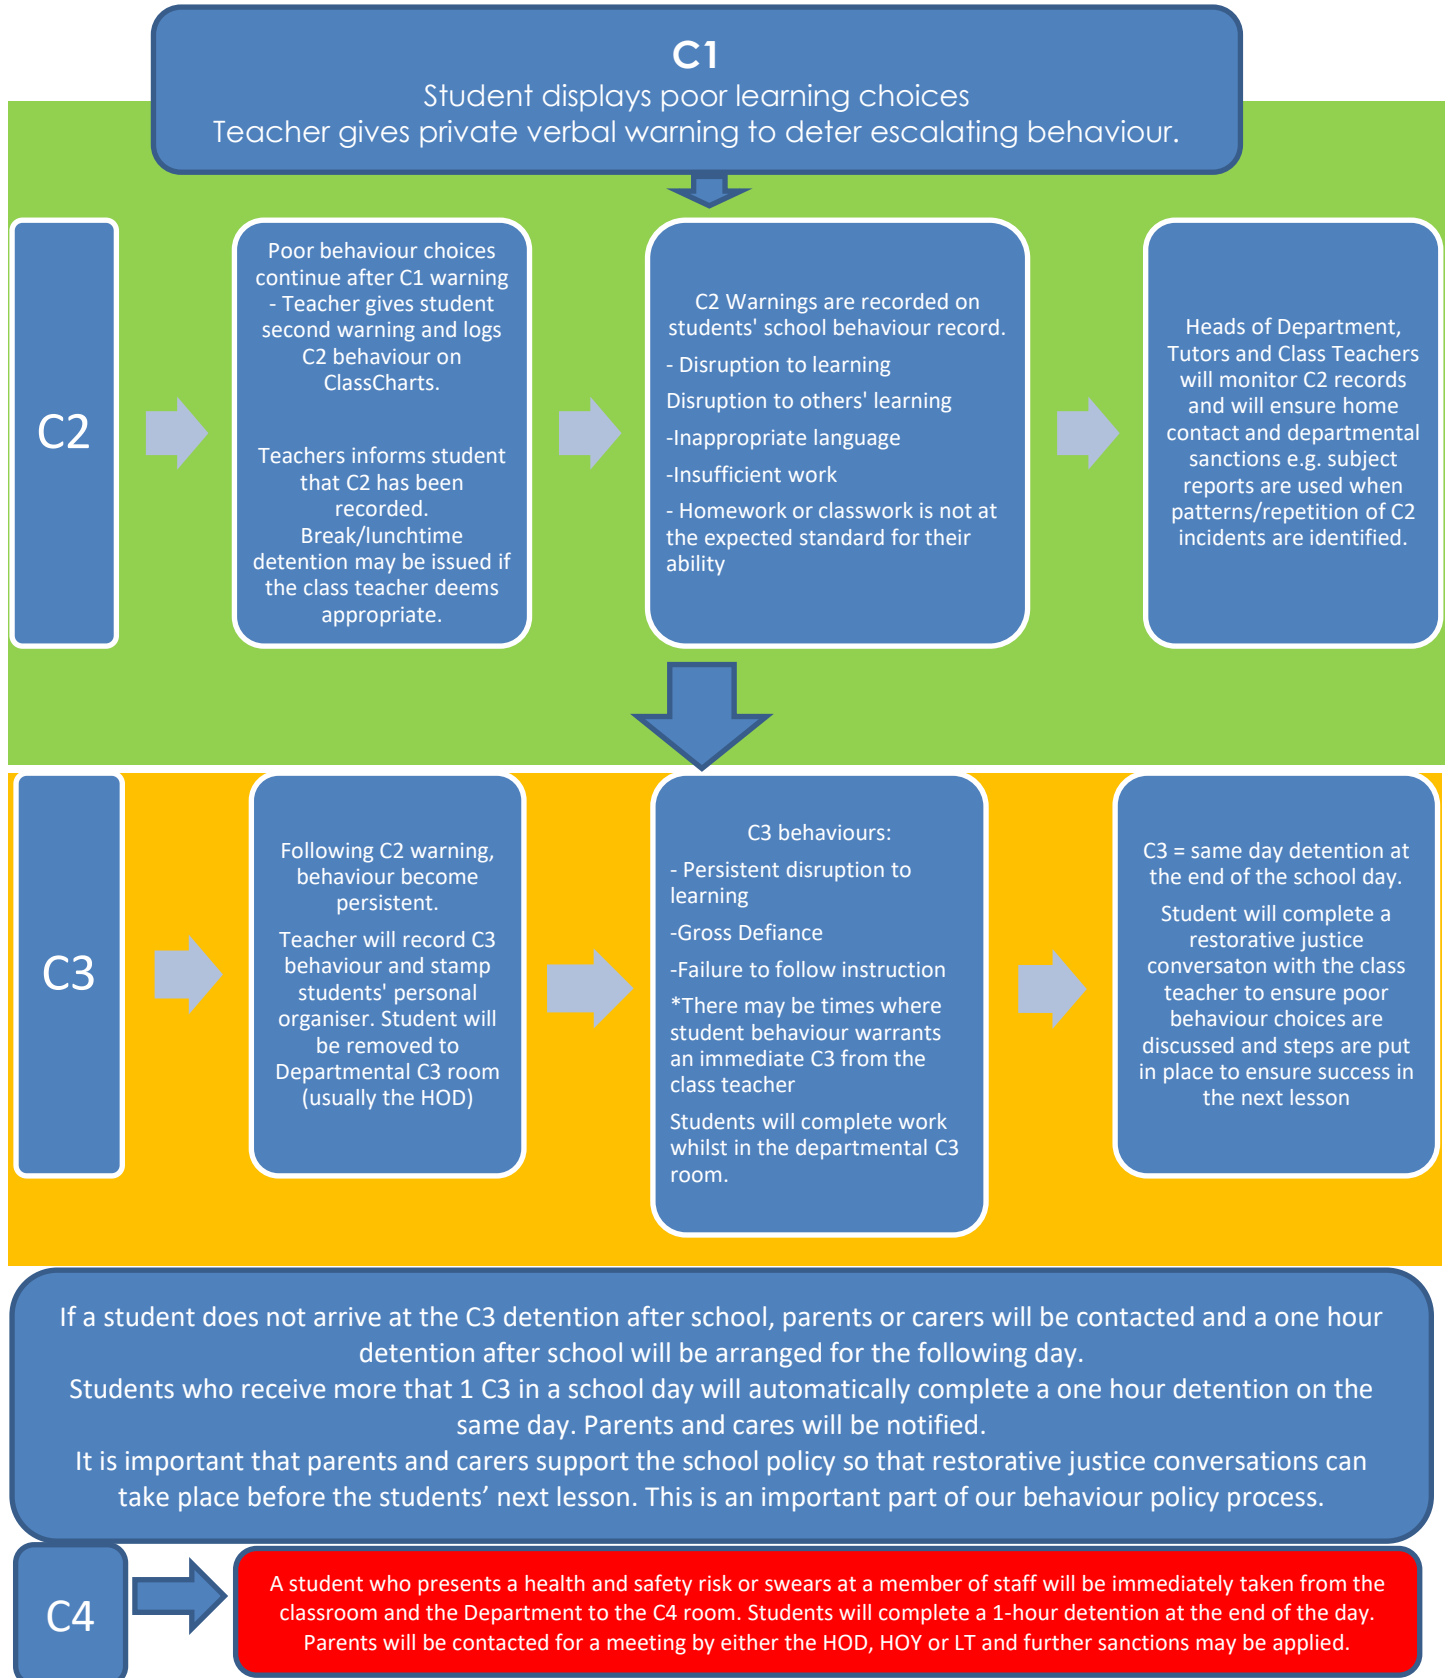 C1
Student displays poor learning choices
Teacher gives private verbal warning to deter escalating behaviour.
C2
Poor behaviour choices
continue after C1 warning
- Teacher gives student
second warning and logs
C2 behaviour on
ClassCharts.
Teachers informs student
that C2 has been
recorded.
Break/lunchtime
detention may be issued if
the class teacher deems
appropriate.
C2 Warnings are recorded on
students' school behaviour record.
- Disruption to learning
Disruption to others' learning
-Inappropriate language
-Insufficient work
- Homework or classwork is not at
the expected standard for their
ability
Heads of Department,
Tutors and Class Teachers
will monitor C2 records
and will ensure home
contact and departmental
sanctions e.g. subject
reports are used when
patterns/repetition of C2
incidents are identified.
C3
Following C2 warning,
behaviour become
persistent.
Teacher will record C3
behaviour and stamp
students' personal
organiser. Student will
be removed to
Departmental C3 room
(usually the HOD)
C3 behaviours:
- Persistent disruption to
learning
-Gross Defiance
-Failure to follow instruction
*There may be times where
student behaviour warrants
an immediate C3 from the
class teacher
Students will complete work
whilst in the departmental C3
room.
C3 = same day detention at
the end of the school day.
Student will complete a
restorative justice
conversaton with the class
teacher to ensure poor
behaviour choices are
discussed and steps are put
in place to ensure success in
the next lesson
If a student does not arrive at the C3 detention after school, parents or carers will be contacted and a one hour
detention after school will be arranged for the following day.
Students who receive more that 1 C3 in a school day will automatically complete a one hour detention on the
same day. Parents and cares will be notified.
It is important that parents and carers support the school policy so that restorative justice conversations can
take place before the students’ next lesson. This is an important part of our behaviour policy process.
C4
A student who presents a health and safety risk or swears at a member of staff will be immediately taken from the
classroom and the Department to the C4 room. Students will complete a 1-hour detention at the end of the day.
Parents will be contacted for a meeting by either the HOD, HOY or LT and further sanctions may be applied.